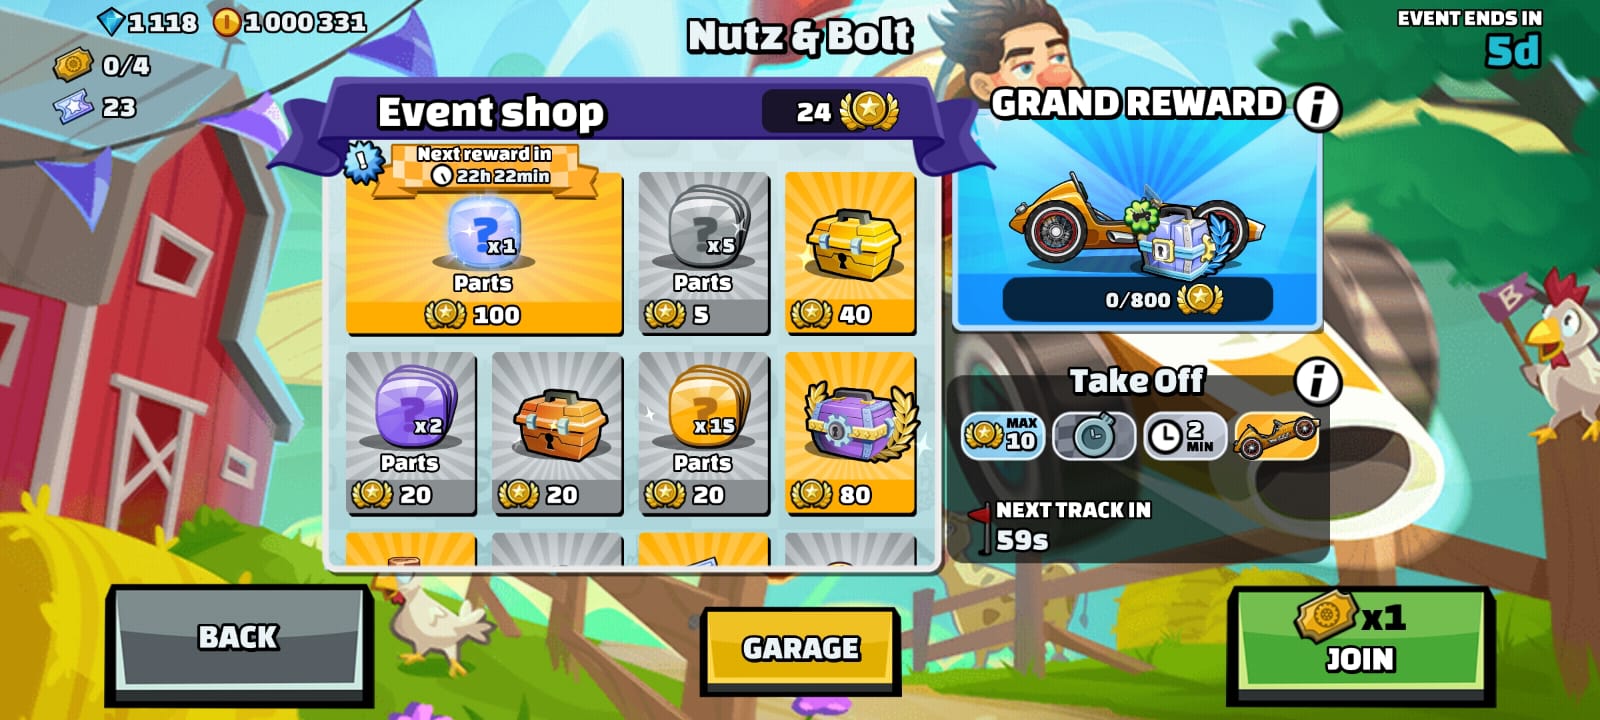 1 118
1 000 331
0/4
23
Nutz & Bolt
EVENT ENDS IN
5d
Event shop
24
GRAND REWARD
i
!
Next reward in
22h 22min
?
x1
Parts
100
?
x5
Parts
5
40
0/800
B
?
x2
Parts
20
20
?
x15
Parts
20
80
Take Off
i
MAX
10
2
MIN
NEXT TRACK IN
59s
BACK
GARAGE
x1
JOIN